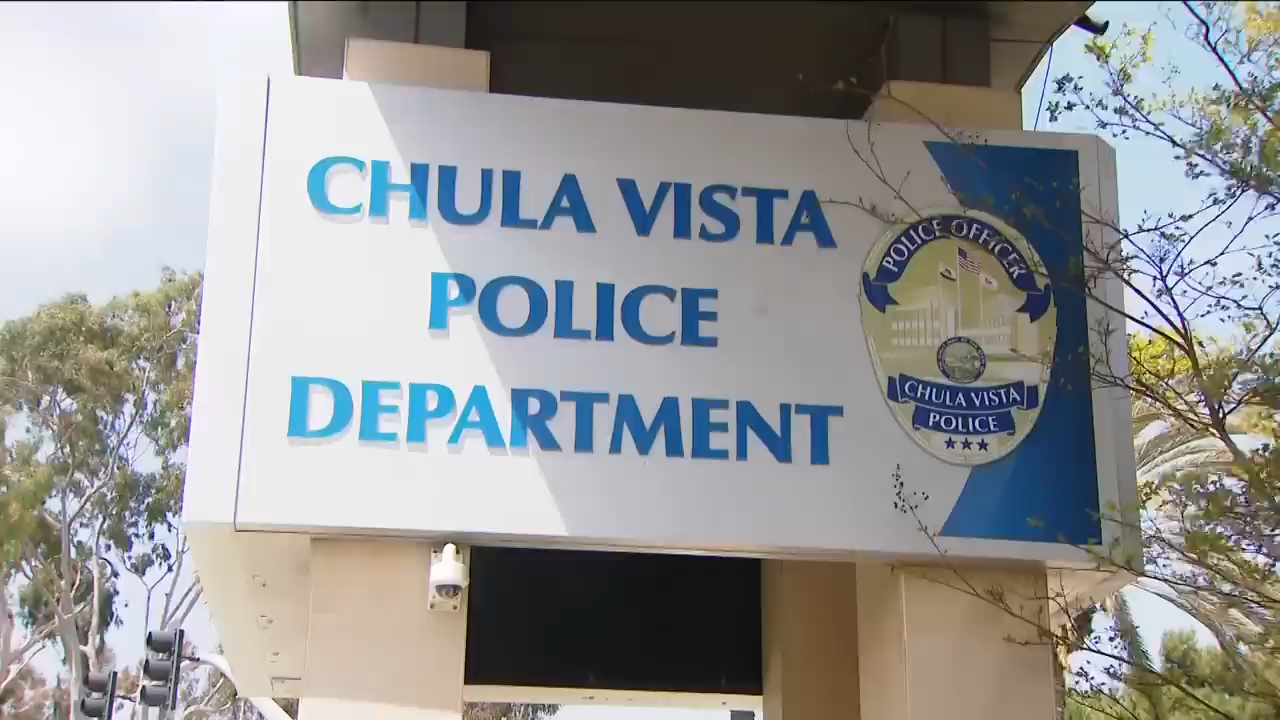 CHULA VISTA
POLICE
DEPARTMENT
POLICE OFFICER
CHULA VISTA
POLICE